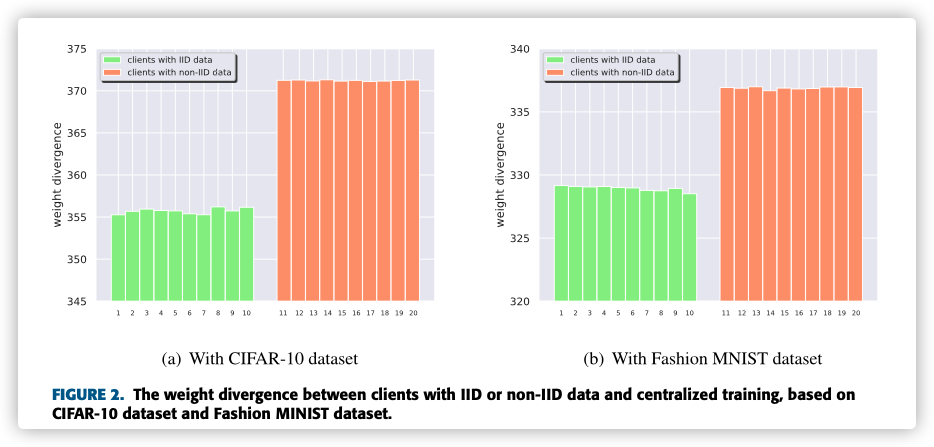 375
370
365
360
355
350
345
weight divergence
clients with IID data
clients with non-IID data
1 2 3 4 5 6 7 8 9 10 11 12 13 14 15 16 17 18 19 20
(a) With CIFAR-10 dataset
340
335
330
325
320
weight divergence
clients with IID data
clients with non-IID data
1 2 3 4 5 6 7 8 9 10 11 12 13 14 15 16 17 18 19 20
(b) With Fashion MNIST dataset
FIGURE 2. The weight divergence between clients with IID or non-IID data and centralized training, based on
CIFAR-10 dataset and Fashion MINIST dataset.